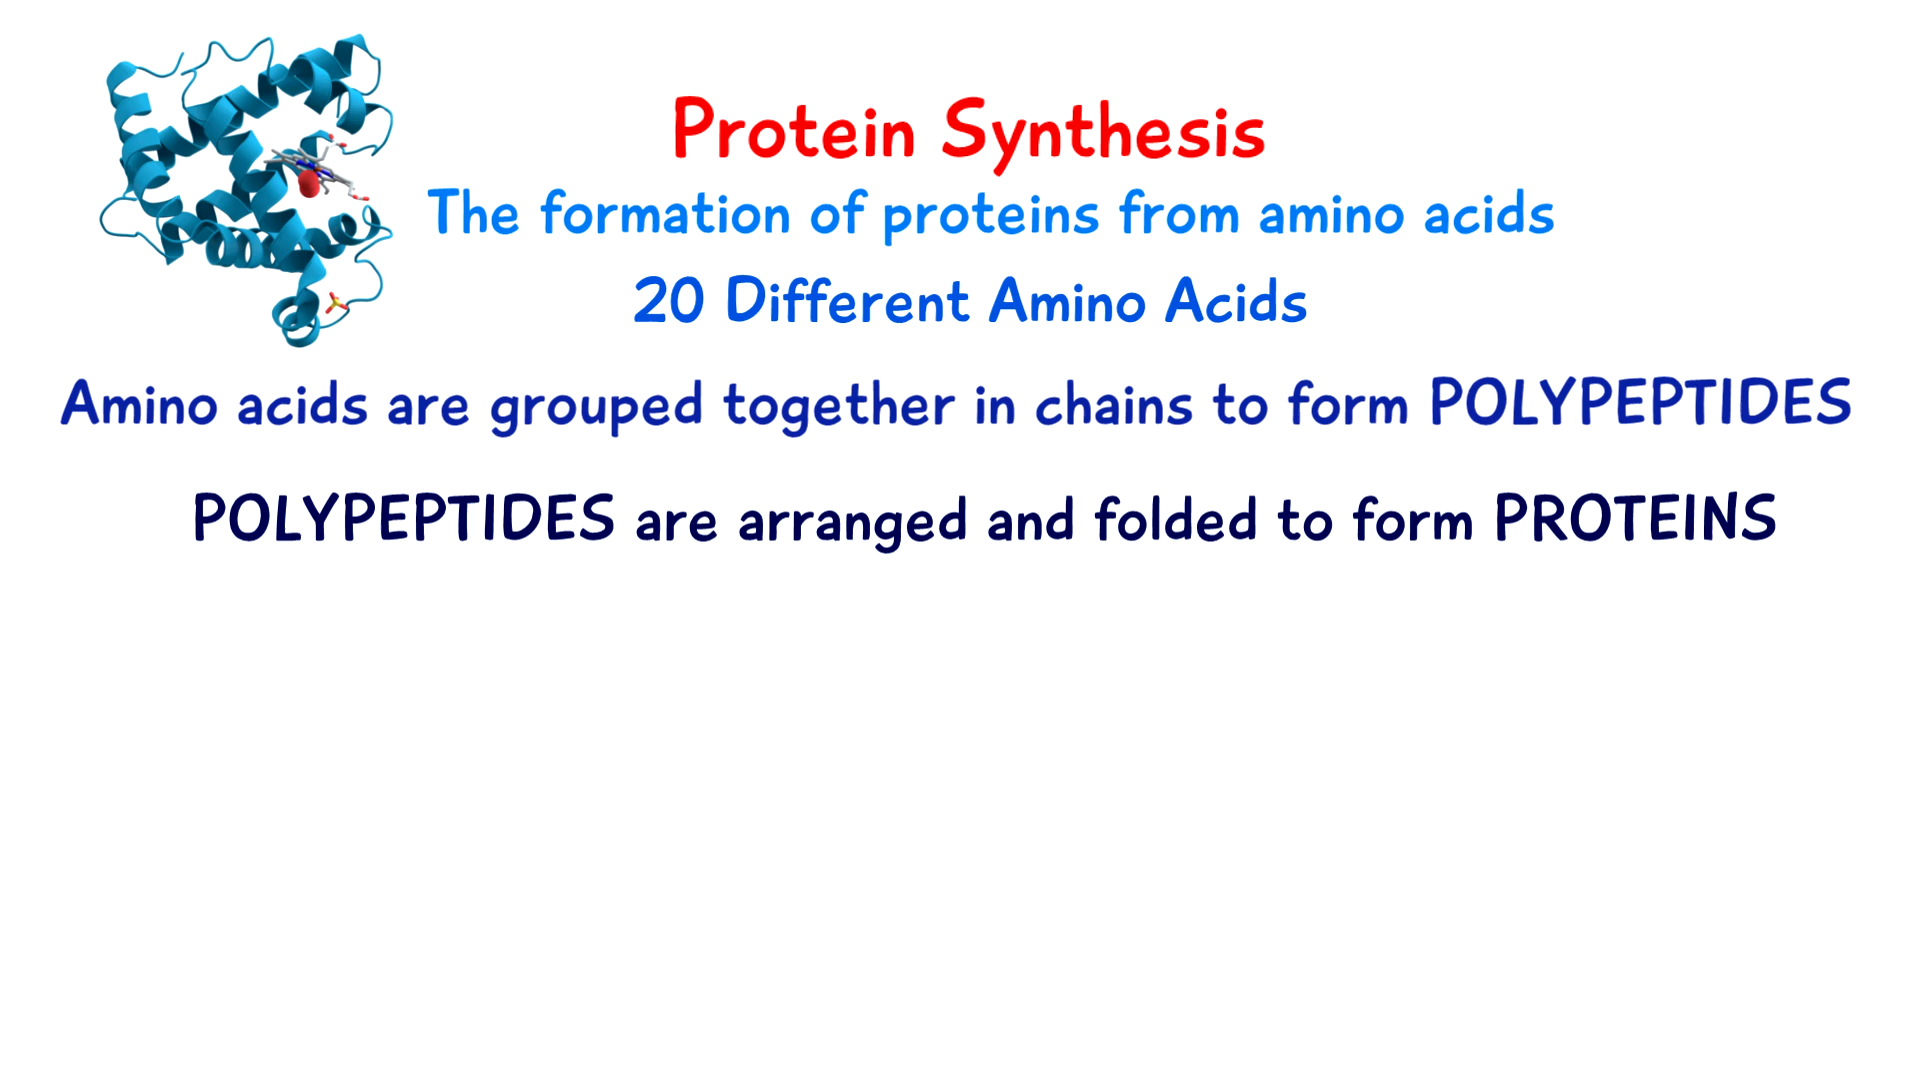 Protein Synthesis
The formation of proteins from amino acids
20 Different Amino Acids
Amino acids are grouped together in chains to form POLYPEPTIDES
POLYPEPTIDES are arranged and folded to form PROTEINS